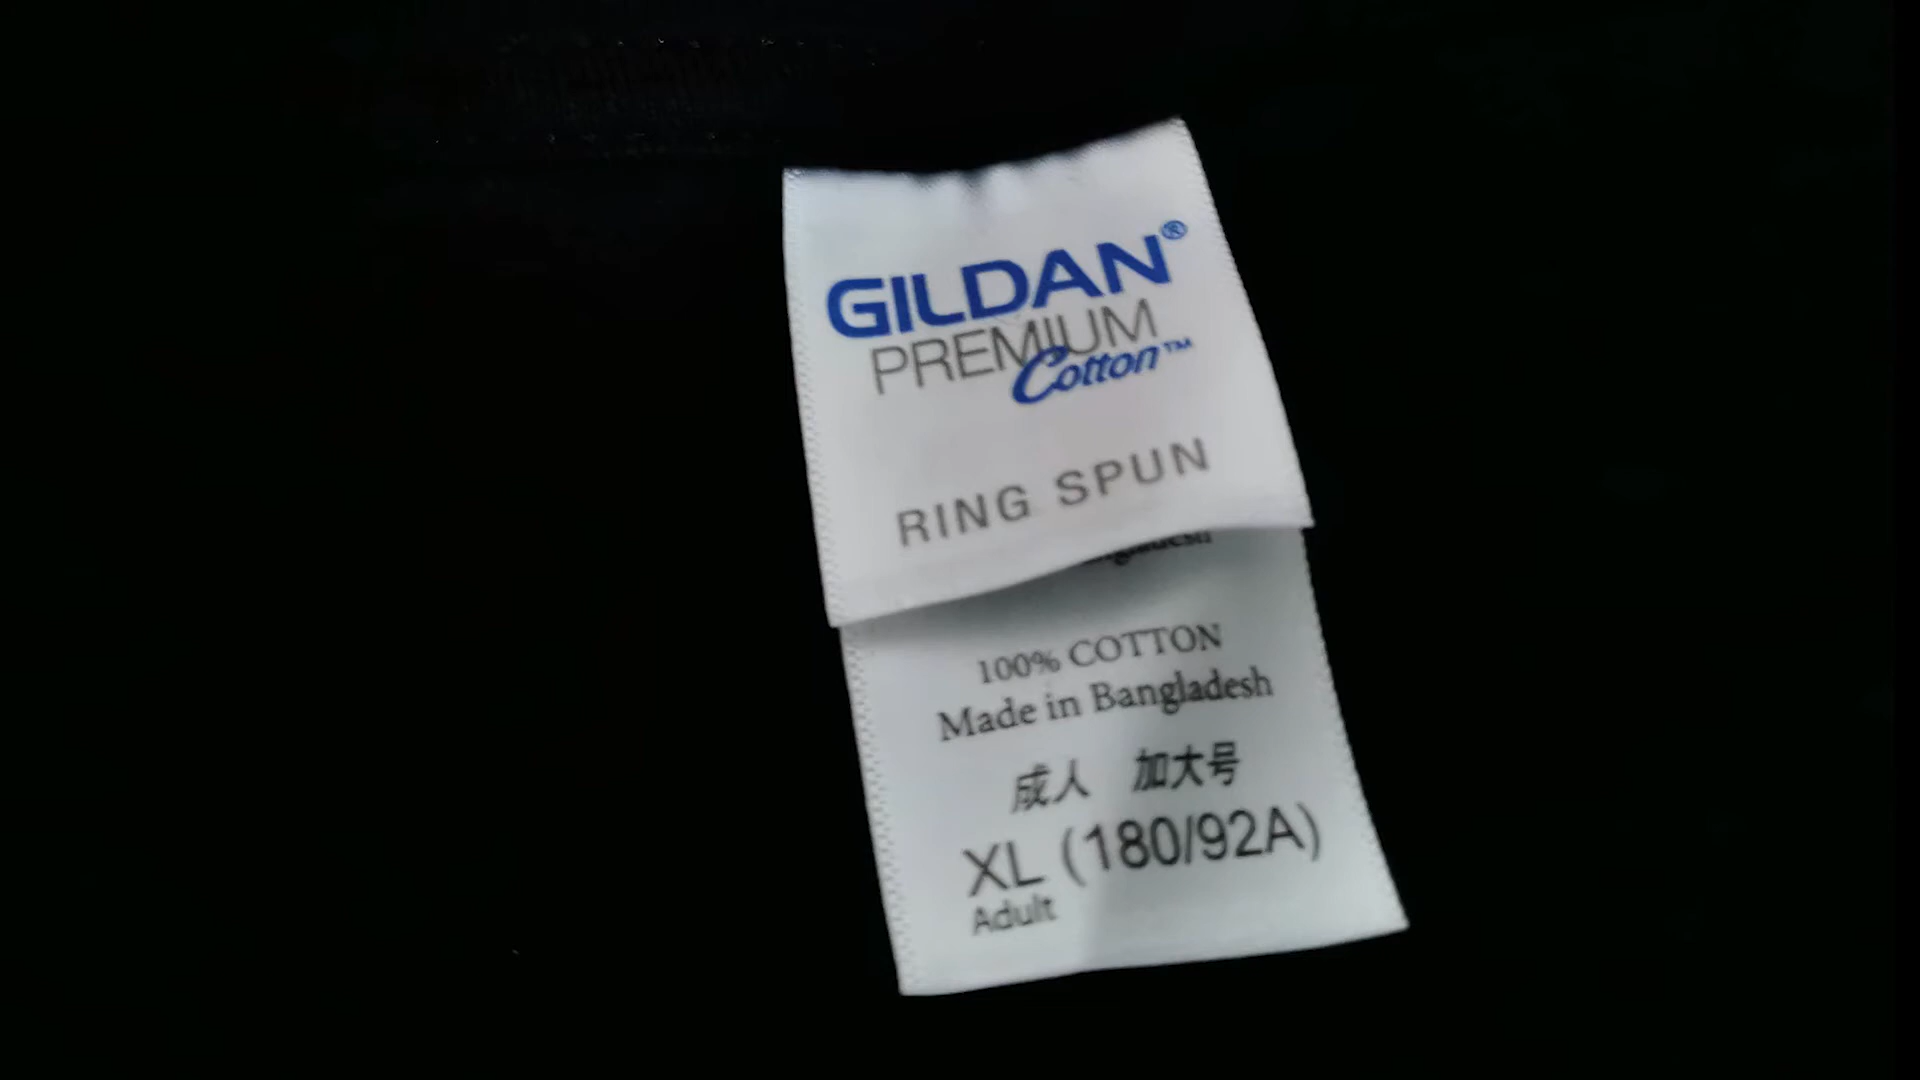 GILDAN®
PREMIUM
Cotton™
RING SPUN
100% COTTON
Made in Bangladesh
成人 加大号
XL (180/92A)
Adult